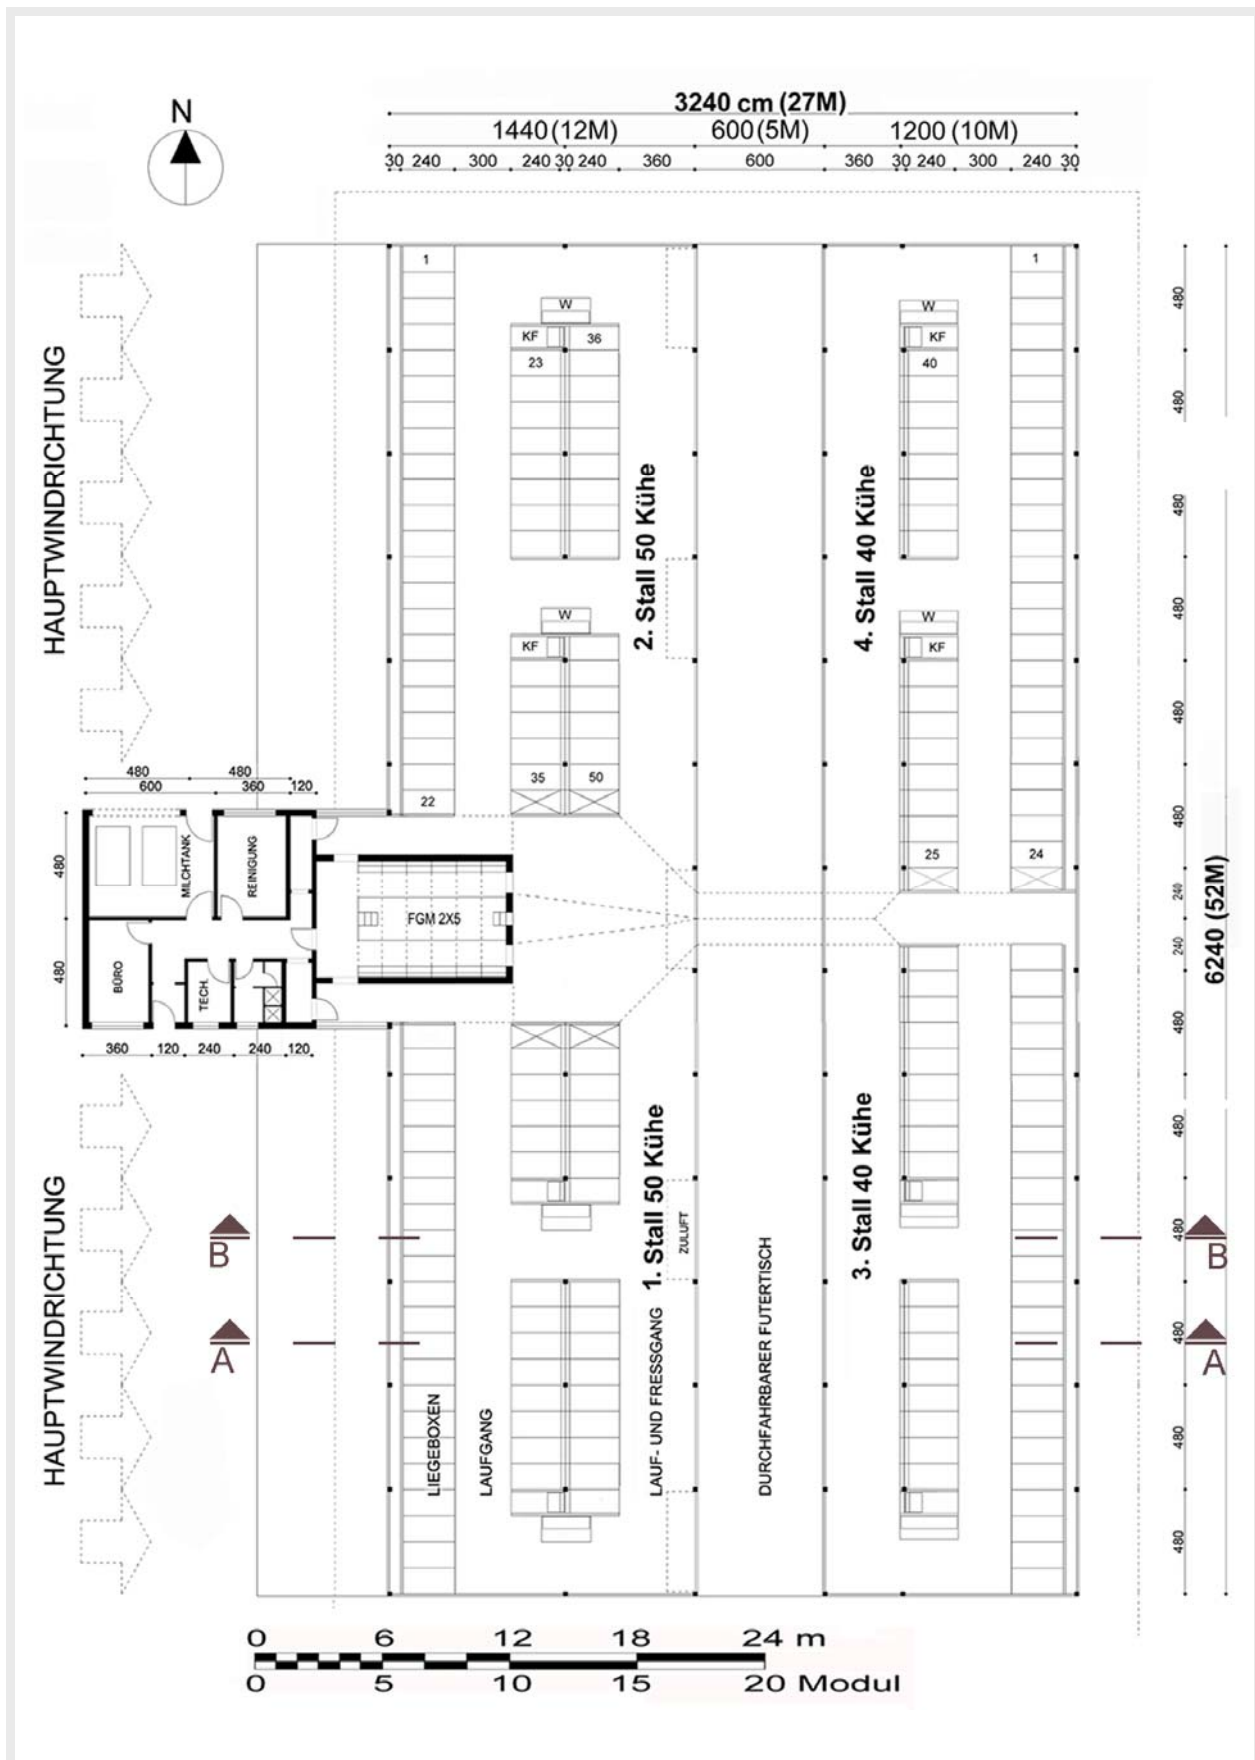 N
3240 cm (27M)
1440 (12M) 600 (5M) 1200 (10M)
30 240 300 240 30 240 360 600 360 30 240 300 240 30
HAUPTWINDRICHTUNG
1
W
KF 36
23
2. Stall 50 Kühe
W
KF
35 50
22
1
W
KF
40
4. Stall 40 Kühe
W
KF
25 24
480
480
480
480
480
480
240
240
480
480
480
480
480
480
6240 (52M)
480 480
600 360 120
480
480
MILCHTANK
REINIGUNG
BÜRO
TECH.
FGM 2X5
360 120 240 240 120
HAUPTWINDRICHTUNG
1. Stall 50 Kühe
ZULUFT
3. Stall 40 Kühe
B B
A A
LIEGEBOXEN
LAUFGANG
LAUF- UND FRESSGANG
DURCHFAHRBARER FUTERTISCH
0 6 12 18 24 m
0 5 10 15 20 Modul